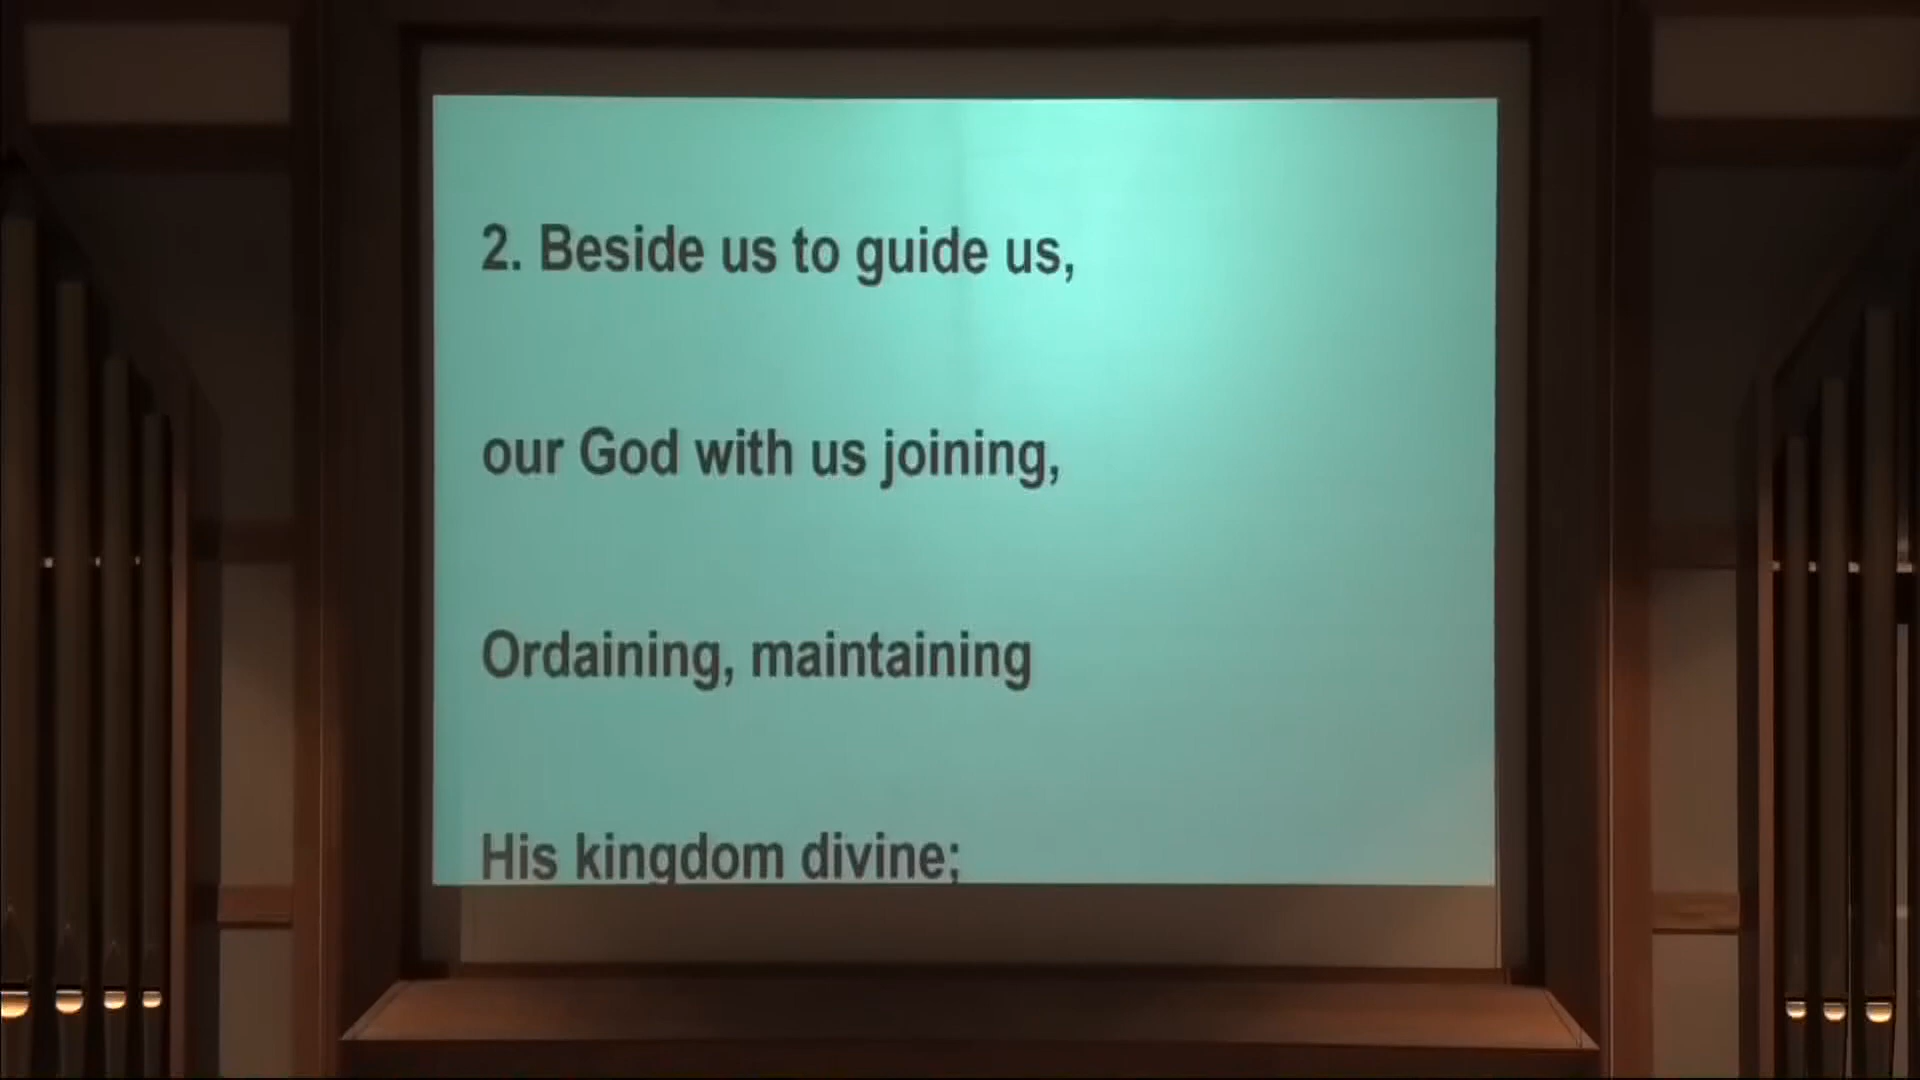 2. Beside us to guide us,
our God with us joining,
Ordaining, maintaining
His kingdom divine;